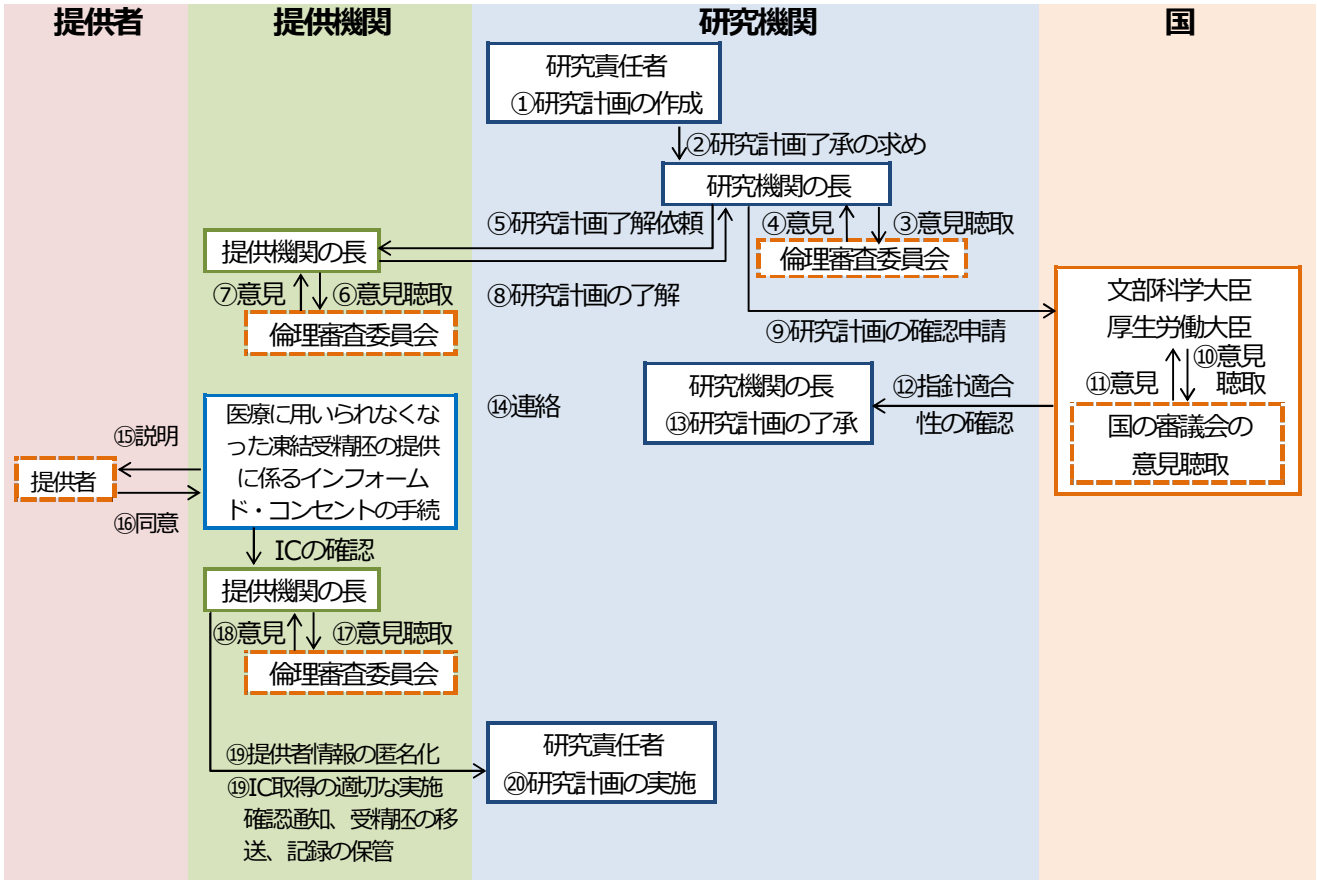 提供者
提供機関
研究機関
国
研究責任者
①研究計画の作成
②研究計画了承の求め
研究機関の長
⑤研究計画了解依頼
④意見
③意見聴取
倫理審査委員会
提供機関の長
⑦意見
⑥意見聴取
倫理審査委員会
⑧研究計画の了解
⑨研究計画の確認申請
文部科学大臣
厚生労働大臣
⑪意見
⑩意見
聴取
国の審議会の
意見聴取
⑫指針適合
性の確認
研究機関の長
⑬研究計画の了承
⑭連絡
医療に用いられなくな
った凍結受精胚の提供
に係るインフォーム
ド・コンセントの手続
⑮説明
提供者
⑯同意
ICの確認
提供機関の長
⑱意見
⑰意見聴取
倫理審査委員会
⑲提供者情報の匿名化
⑲IC取得の適切な実施
確認通知、受精胚の移
送、記録の保管
研究責任者
⑳研究計画の実施